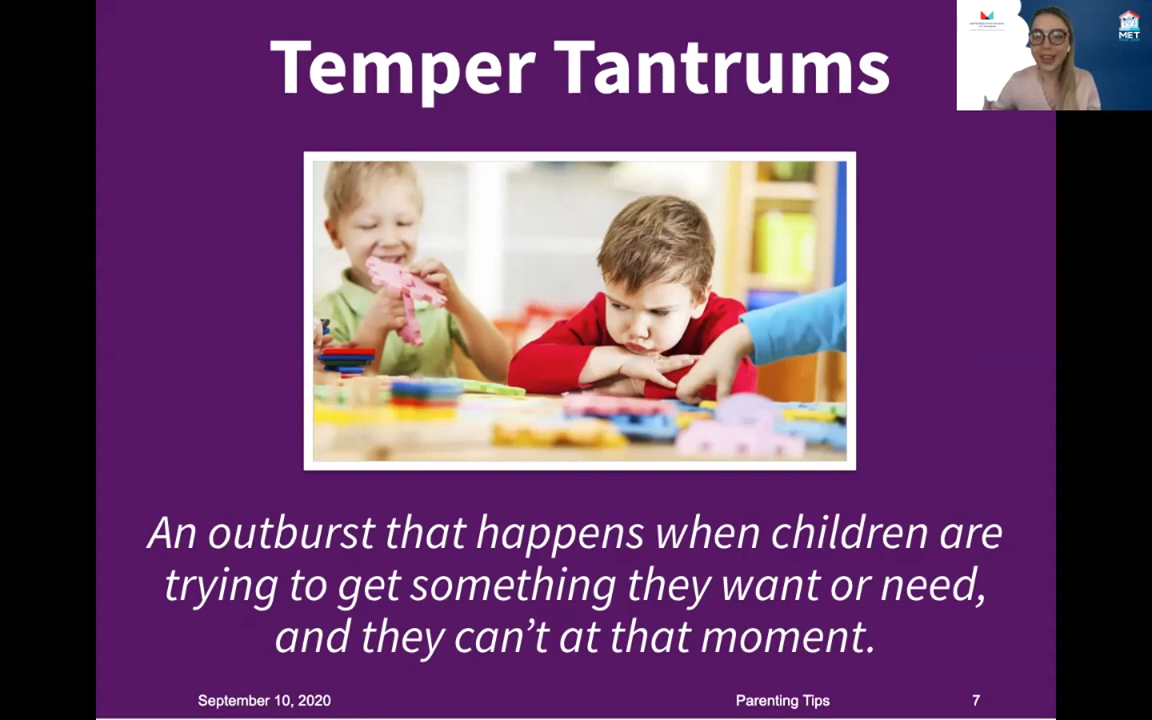 Temper Tantrums
MET
An outburst that happens when children are
trying to get something they want or need,
and they can’t at that moment.
September 10, 2020
Parenting Tips
7